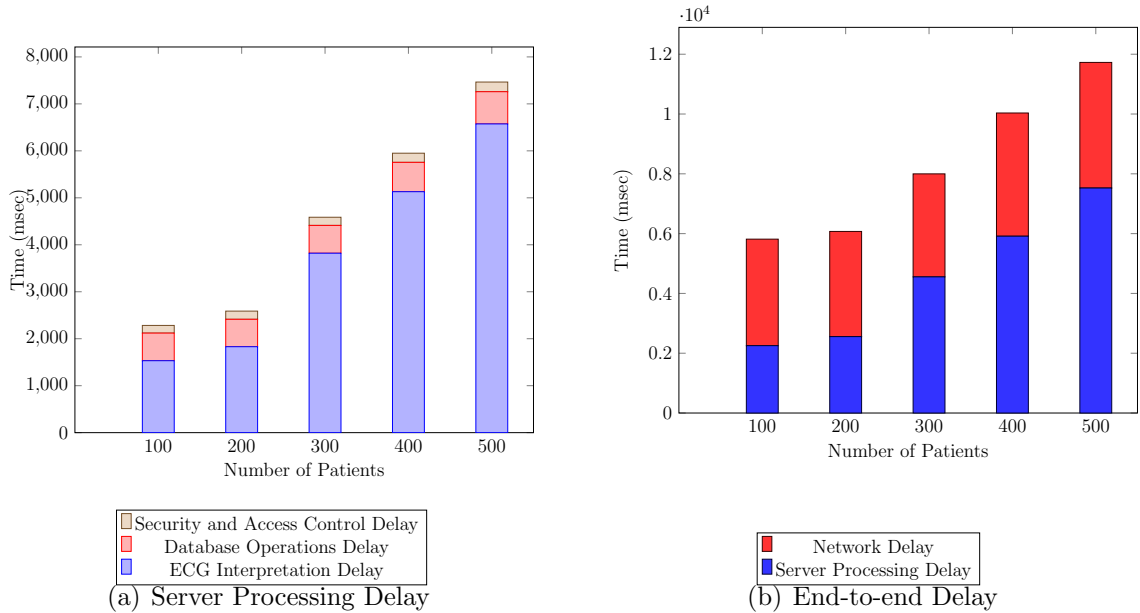 8,000
7,000
6,000
5,000
4,000
3,000
2,000
1,000
0
Time (msec)
100 200 300 400 500
Number of Patients
Security and Access Control Delay
Database Operations Delay
ECG Interpretation Delay
(a) Server Processing Delay
·10⁴
1.2
1
0.8
0.6
0.4
0.2
0
Time (msec)
100 200 300 400 500
Number of Patients
Network Delay
Server Processing Delay
(b) End-to-end Delay